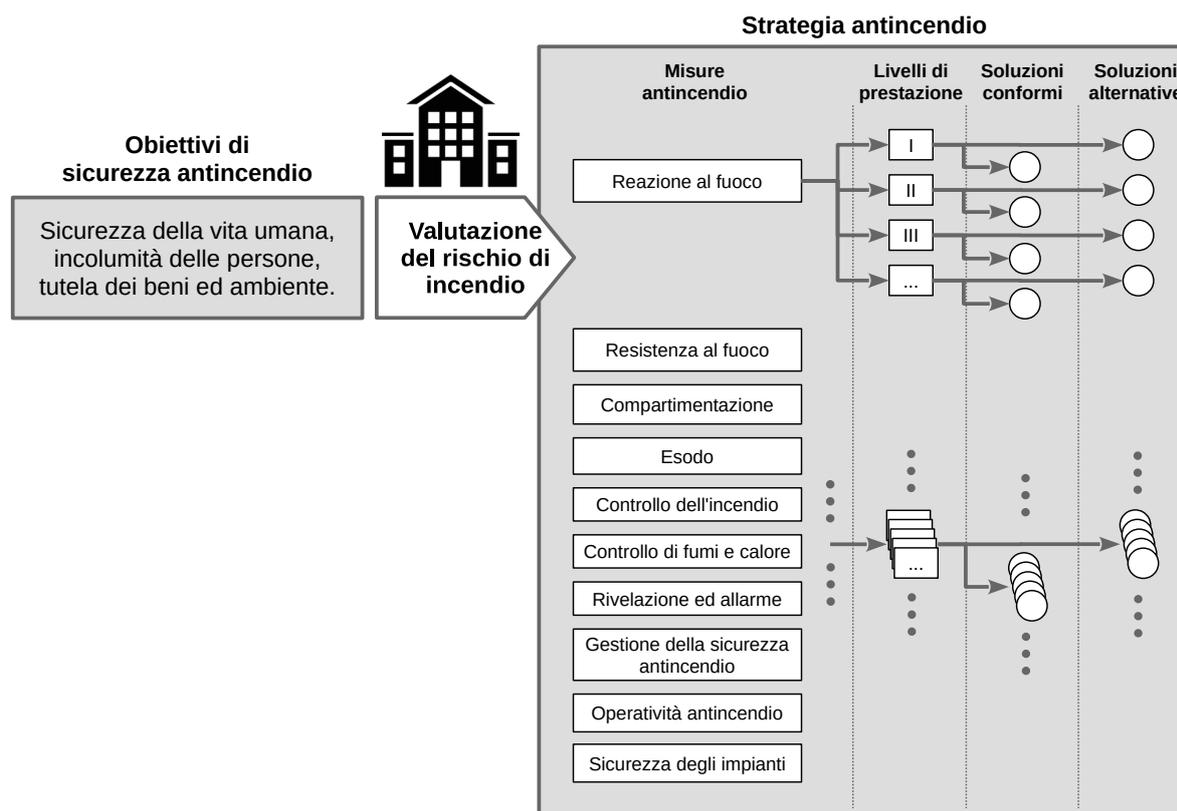 Strategia antincendio
Misure
antincendio
Livelli di
prestazione
Soluzioni
conformi
Soluzioni
alternative
Obiettivi di
sicurezza antincendio
Sicurezza della vita umana,
incolumità delle persone,
tutela dei beni ed ambiente.
Valutazione
del rischio di
incendio
Reazione al fuoco
I
II
III
...
Resistenza al fuoco
Compartimentazione
Esodo
Controllo dell'incendio
Controllo di fumi e calore
...
Rivelazione ed allarme
Gestione della sicurezza
antincendio
Operatività antincendio
Sicurezza degli impianti